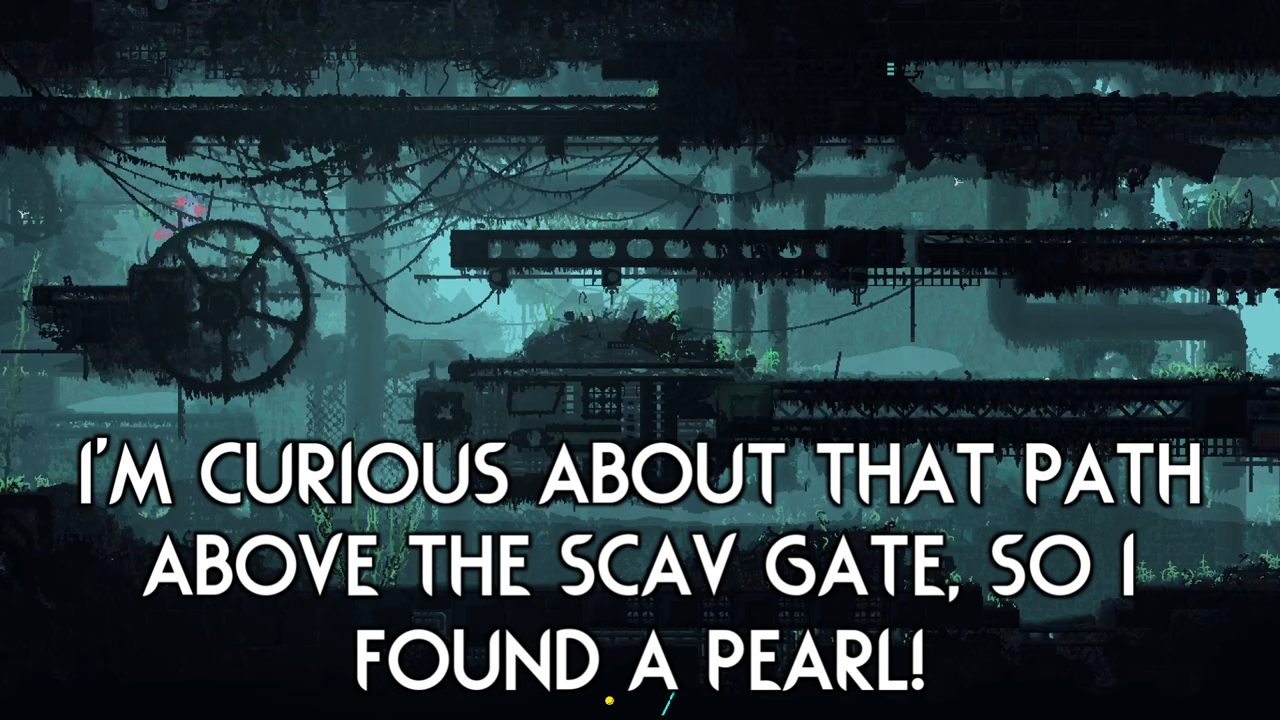 I'M CURIOUS ABOUT THAT PATH
ABOVE THE SCAV GATE, SO I
FOUND A PEARL!